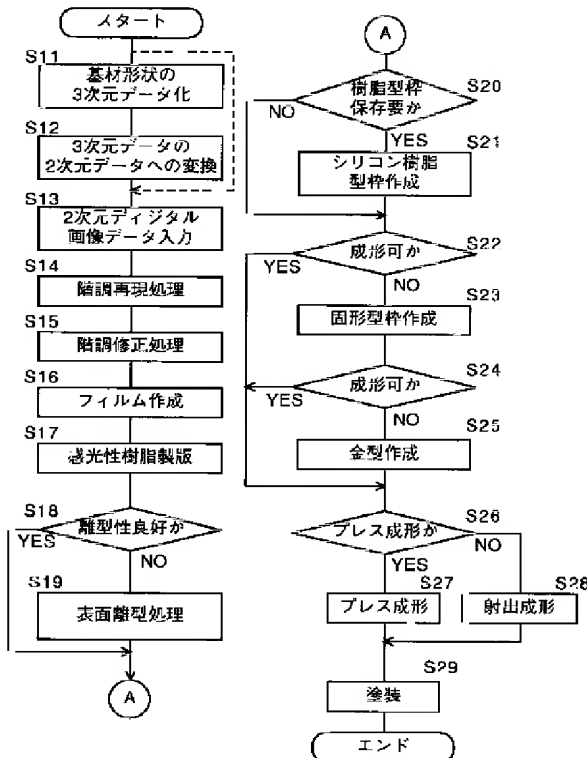 スタート
S11
基材形状の
3次元データ化
S12
3次元データの
2次元データへの変換
S13
2次元ディジタル
画像データ入力
S14
階調再現処理
S15
階調修正処理
S16
フィルム作成
S17
感光性樹脂製版
S18
離型性良好か
YES
NO
S19
表面離型処理
A
A
S20
樹脂型枠
保存要か
NO
YES
S21
シリコン樹脂
型枠作成
S22
成形可か
YES
NO
S23
固形型枠作成
S24
成形可か
YES
NO
S25
金型作成
S26
プレス成形か
NO
YES
S27
プレス成形
S28
射出成形
S29
塗装
エンド